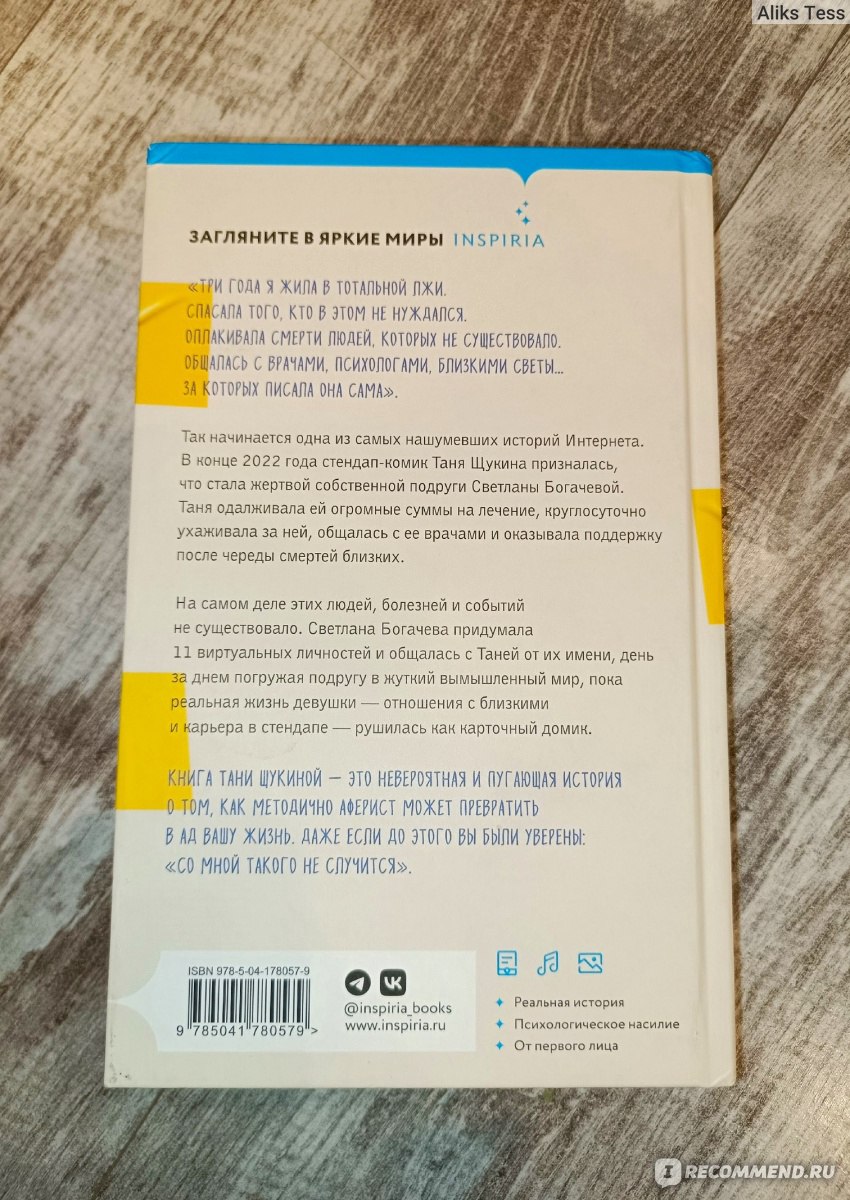 Aliks Tess
ЗАГЛЯНИТЕ В ЯРКИЕ МИРЫ INSPIRIA
«ТРИ ГОДА Я ЖИЛА В ТОТАЛЬНОЙ ЛЖИ.
СПАСАЛА ТОГО, КТО В ЭТОМ НЕ НУЖДАЛСЯ.
ОПЛАКИВАЛА СМЕРТИ ЛЮДЕЙ, КОТОРЫХ НЕ СУЩЕСТВОВАЛО.
ОБЩАЛАСЬ С ВРАЧАМИ, ПСИХОЛОГАМИ, БЛИЗКИМИ СВЕТЫ...
ЗА КОТОРЫХ ПИСАЛА ОНА САМА».
Так начинается одна из самых нашумевших историй Интернета.
В конце 2022 года стендап-комик Таня Щукина призналась,
что стала жертвой собственной подруги Светланы Богачевой.
Таня одалживала ей огромные суммы на лечение, круглосуточно
ухаживала за ней, общалась с ее врачами и оказывала поддержку
после череды смертей близких.
На самом деле этих людей, болезней и событий
не существовало. Светлана Богачева придумала
11 виртуальных личностей и общалась с Таней от их имени, день
за днем погружая подругу в жуткий вымышленный мир, пока
реальная жизнь девушки — отношения с близкими
и карьера в стендапе — рушилась как карточный домик.
КНИГА ТАНИ ЩУКИНОЙ — ЭТО НЕВЕРОЯТНАЯ И ПУГАЮЩАЯ ИСТОРИЯ
О ТОМ, КАК МЕТОДИЧНО АФЕРИСТ МОЖЕТ ПРЕВРАТИТЬ
В АД ВАШУ ЖИЗНЬ. ДАЖЕ ЕСЛИ ДО ЭТОГО ВЫ БЫЛИ УВЕРЕНЫ:
«СО МНОЙ ТАКОГО НЕ СЛУЧИТСЯ».
ISBN 978-5-04-178057-9
9 785041 780579 >
@inspiria_books
www.inspiria.ru
Реальная история
Психологическое насилие
От первого лица
IRECOMMEND.RU